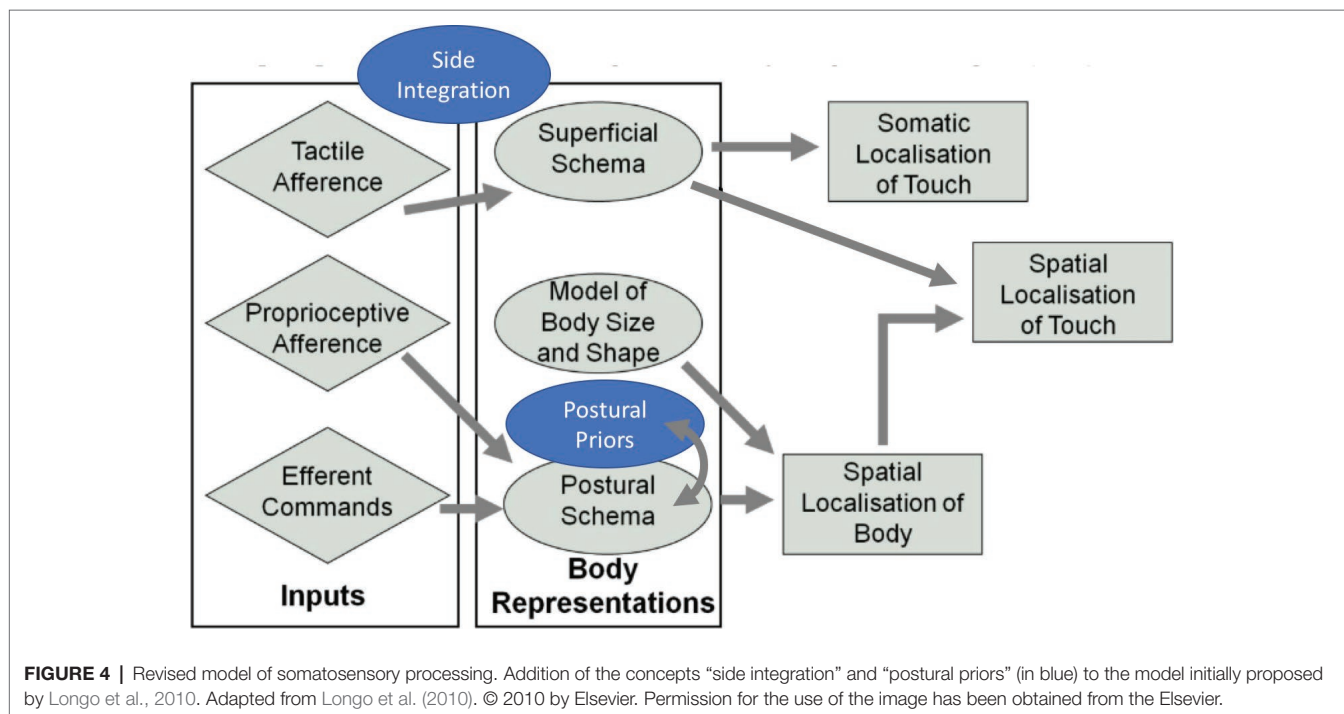 Side
Integration
Tactile
Afference
Superficial
Schema
Somatic
Localisation
of Touch
Proprioceptive
Afference
Model of
Body Size
and Shape
Spatial
Localisation
of Touch
Postural
Priors
Efferent
Commands
Postural
Schema
Spatial
Localisation of
Body
Inputs
Body
Representations
FIGURE 4 | Revised model of somatosensory processing. Addition of the concepts “side integration” and “postural priors” (in blue) to the model initially proposed
by Longo et al., 2010. Adapted from Longo et al. (2010). © 2010 by Elsevier. Permission for the use of the image has been obtained from the Elsevier.